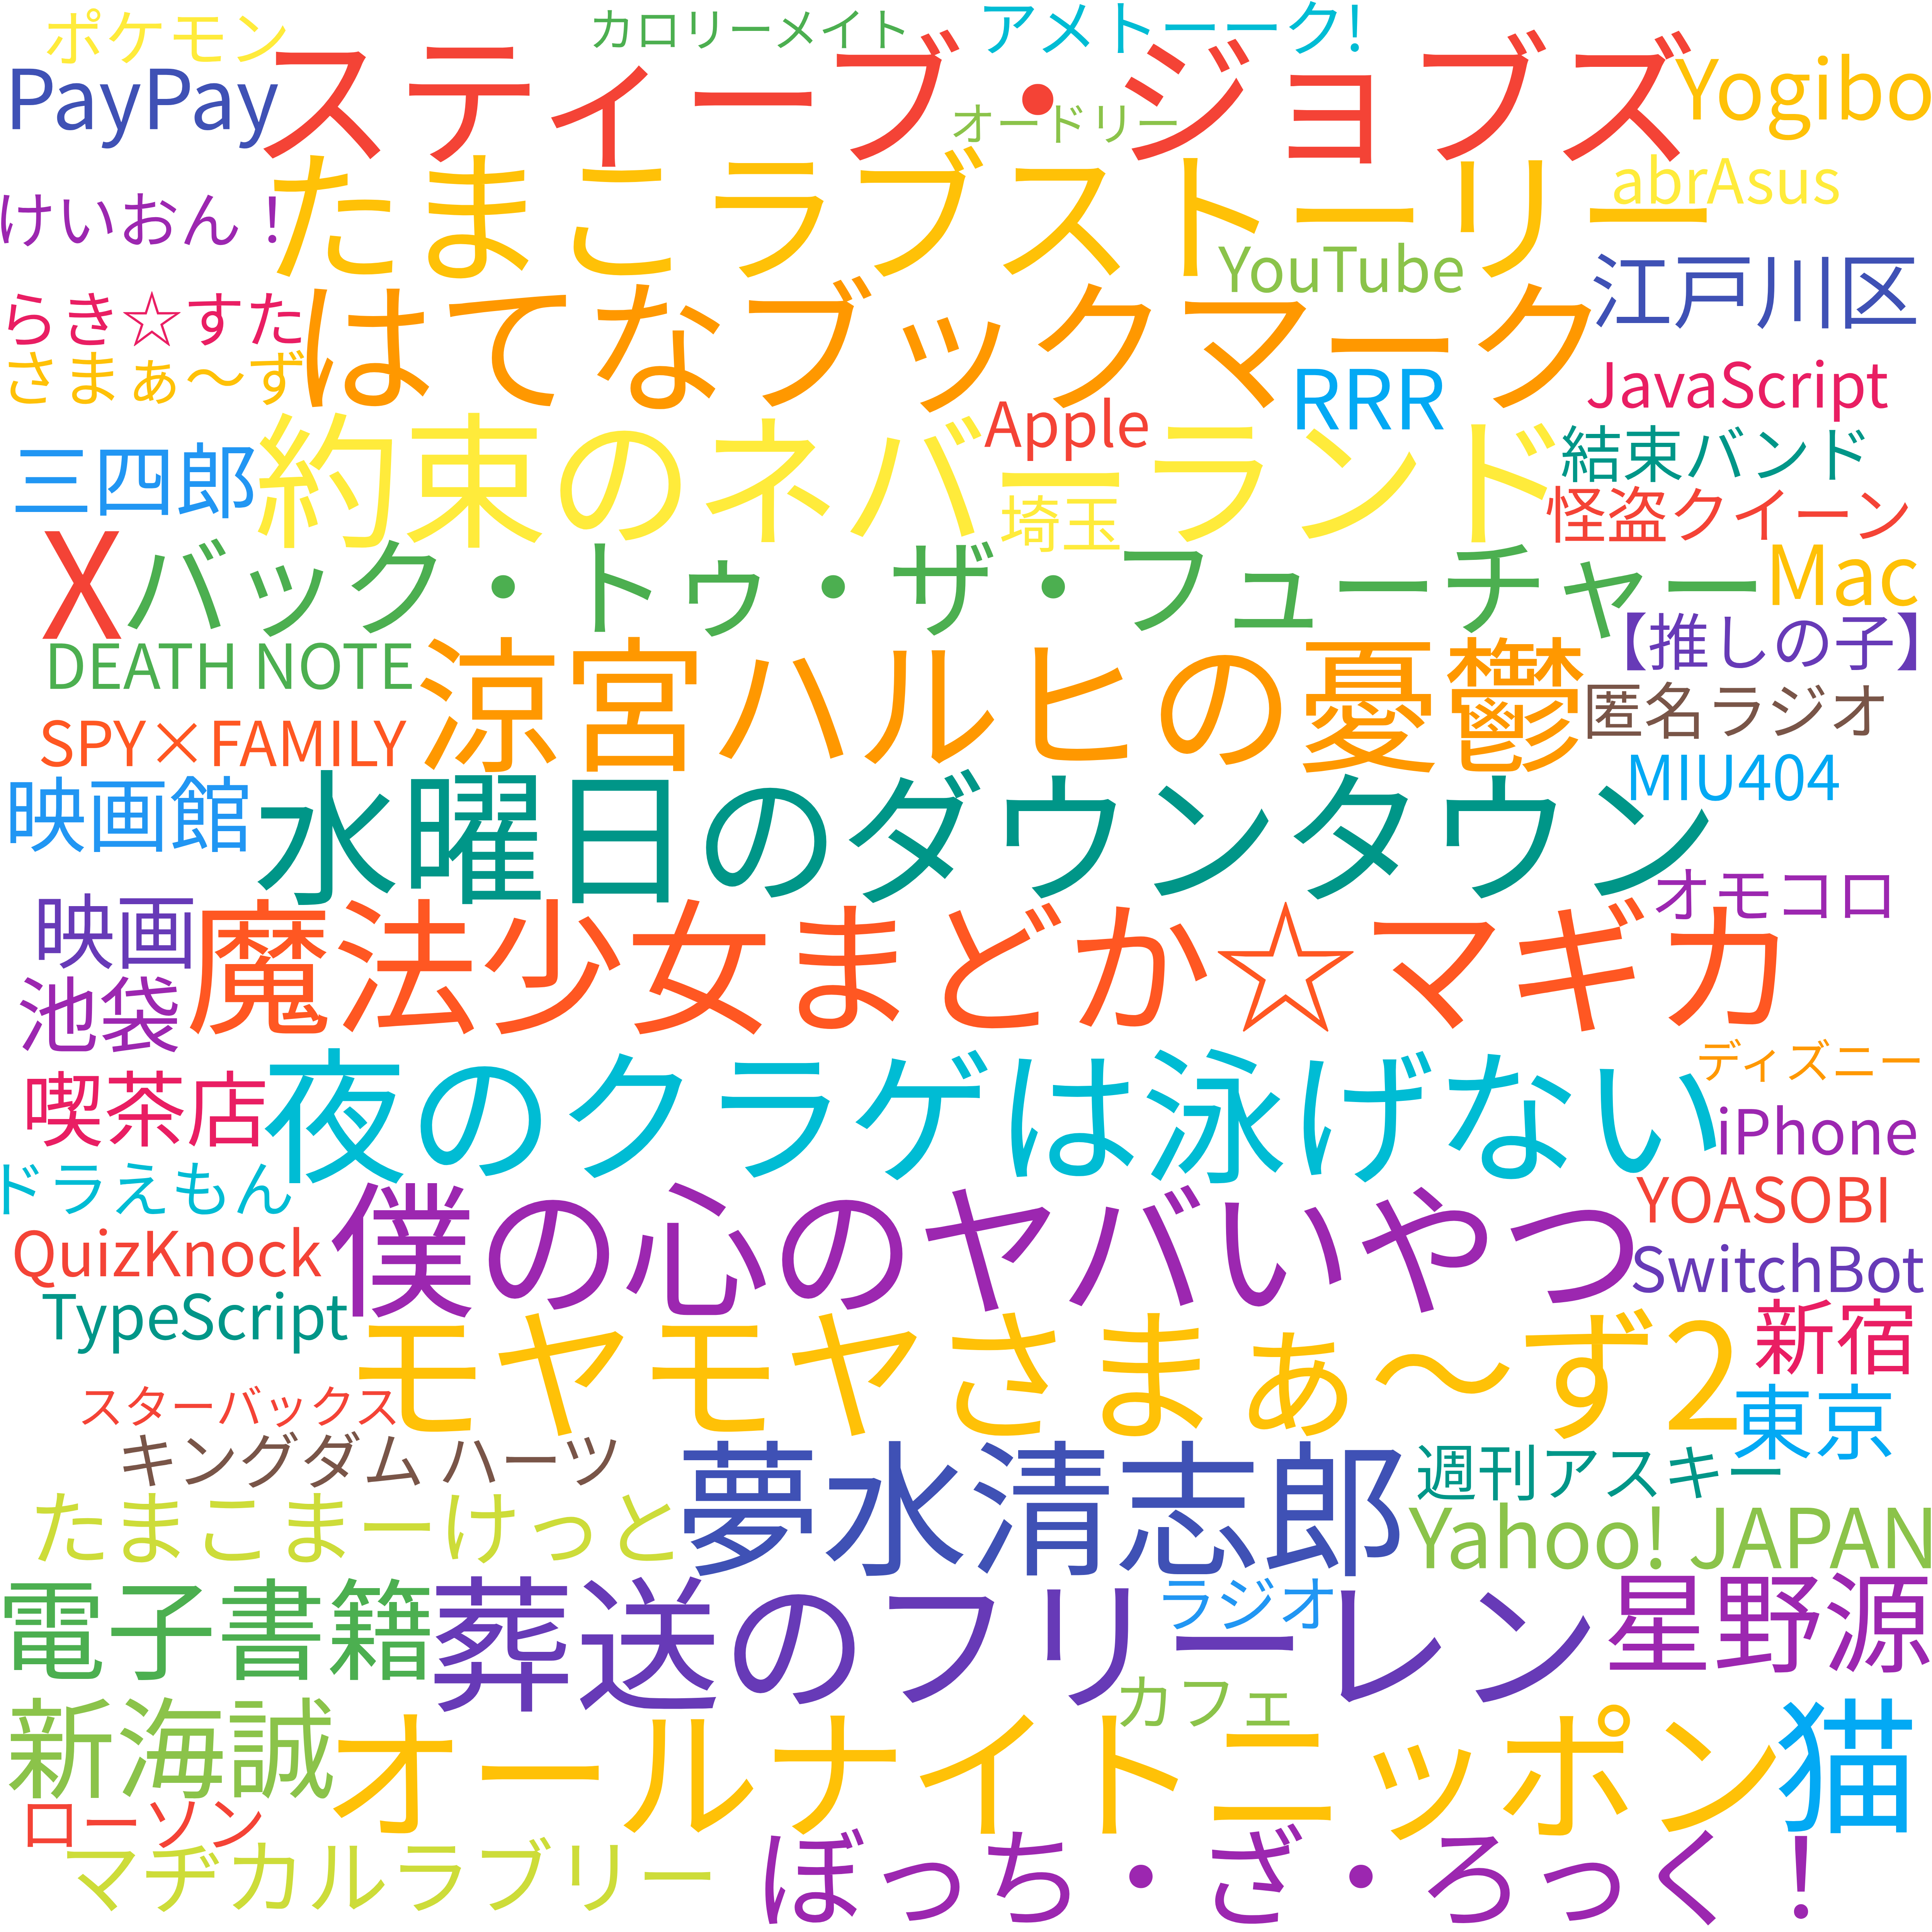 ポケモン
カロリーメイト
アメトーーク!
PayPay
スティーブ・ジョブズ
Yogibo
オードリー
abrAsus
けいおん!
たまこラブストーリー
YouTube
江戸川区
らき☆すた
はてなブックマーク
さまぁ～ず
RRR
JavaScript
Apple
三四郎
約束のネバーランド
結束バンド
埼玉
怪盗クイーン
X
バック・トゥ・ザ・フューチャー
Mac
DEATH NOTE
涼宮ハルヒの憂鬱
【推しの子】
匿名ラジオ
SPY×FAMILY
MIU404
映画館
水曜日のダウンタウン
オモコロ
映画
魔法少女まどか☆マギカ
池袋
ディズニー
喫茶店
夜のクラゲは泳げない
iPhone
ドラえもん
YOASOBI
QuizKnock
僕の心のヤバいやつ
SwitchBot
TypeScript
モヤモヤさまぁ～ず2
新宿
スターバックス
東京
キングダムハーツ
夢水清志郎
週刊アスキー
たまこまーけっと
Yahoo! JAPAN
電子書籍
葬送のフリーレン
ラジオ
星野源
カフェ
新海誠
オールナイトニッポン
猫
ローソン
マヂカルラブリー
ぼっち・ざ・ろっく!